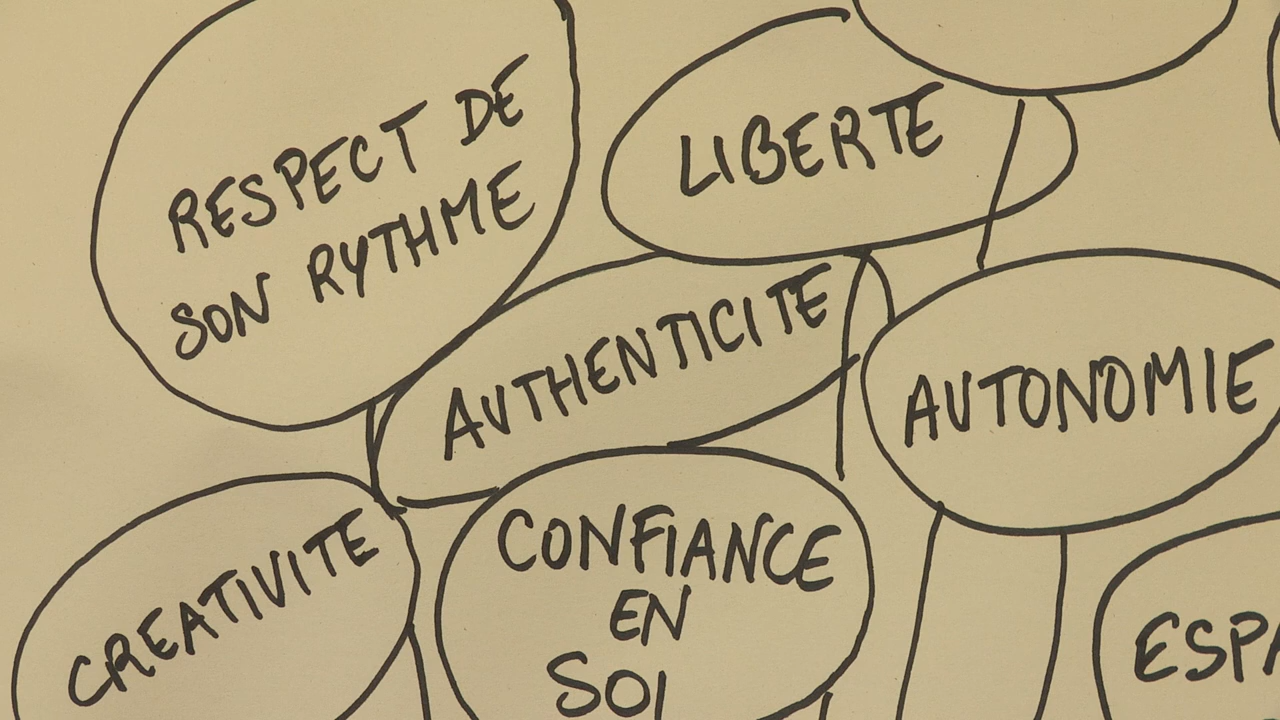 RESPECT DE
SON RYTHME
LIBERTE
AUTHENTICITE
AUTONOMIE
CREATIVITE
CONFIANCE
EN
SOI